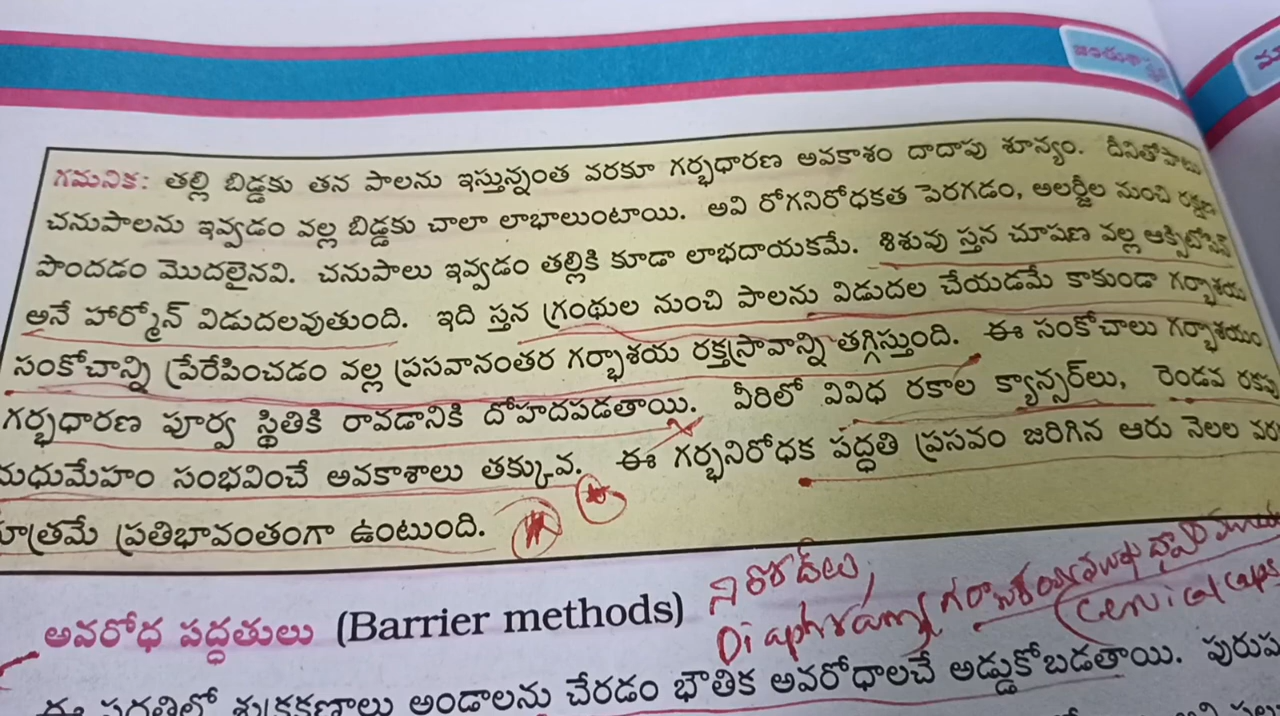 గమనిక: తల్లి బిడ్డకు తన పాలను ఇస్తున్నంత వరకూ గర్భధారణ అవకాశం దాదాపు శూన్యం. దీనితోపాటు
చనుపాలను ఇవ్వడం వల్ల బిడ్డకు చాలా లాభాలుంటాయి. అవి రోగనిరోధకత పెరగడం, అలర్జీల నుంచి రక్షణ
పొందడం మొదలైనవి. చనుపాలు ఇవ్వడం తల్లికి కూడా లాభదాయకమే. శిశువు స్తన చూషణ వల్ల ఆక్సిటోసిన్
అనే హార్మోన్ విడుదలవుతుంది. ఇది స్తన గ్రంథుల నుంచి పాలను విడుదల చేయడమే కాకుండా గర్భాశయ
సంకోచాన్ని ప్రేరేపించడం వల్ల ప్రసవానంతర గర్భాశయ రక్తస్రావాన్ని తగ్గిస్తుంది. ఈ సంకోచాలు గర్భాశయం
గర్భధారణ పూర్వ స్థితికి రావడానికి దోహదపడతాయి. వీరిలో వివిధ రకాల క్యాన్సర్‌లు, రెండవ రకపు
మధుమేహం సంభవించే అవకాశాలు తక్కువ. ఈ గర్భనిరోధక పద్ధతి ప్రసవం జరిగిన ఆరు నెలల వరకు
మాత్రమే ప్రతిభావంతంగా ఉంటుంది.
అవరోధ పద్ధతులు (Barrier methods) నిరోద్‌లు,
Diaphramy
(Cervical caps
ఈ పద్ధతిలో శుక్రకణాలు అండాలను చేరడం భౌతిక అవరోధాలచే అడ్డుకోబడతాయి. పురుష